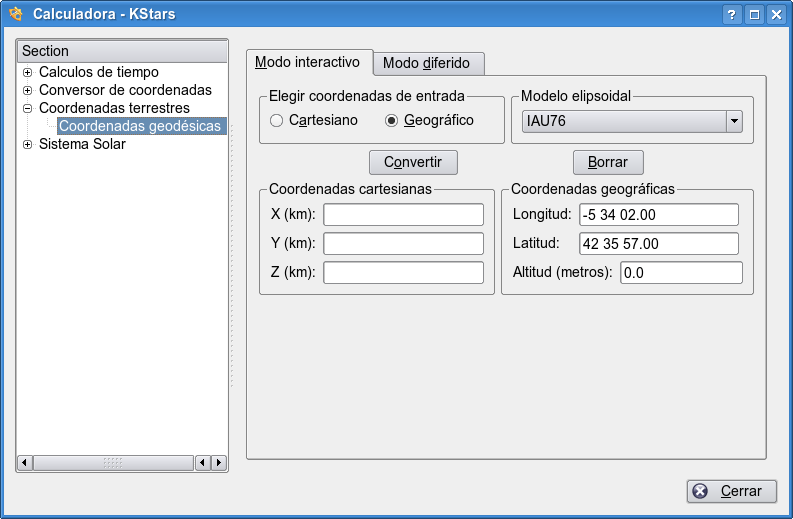 Calculadora - KStars
Section
Calculos de tiempo
Conversor de coordenadas
Coordenadas terrestres
Coordenadas geodésicas
Sistema Solar
Modo interactivo
Modo diferido
Elegir coordenadas de entrada
Cartesiano
Geográfico
Modelo elipsoidal
IAU76
Convertir
Borrar
Coordenadas cartesianas
X (km):
Y (km):
Z (km):
Coordenadas geográficas
Longitud: -5 34 02.00
Latitud: 42 35 57.00
Altitud (metros): 0.0
Cerrar